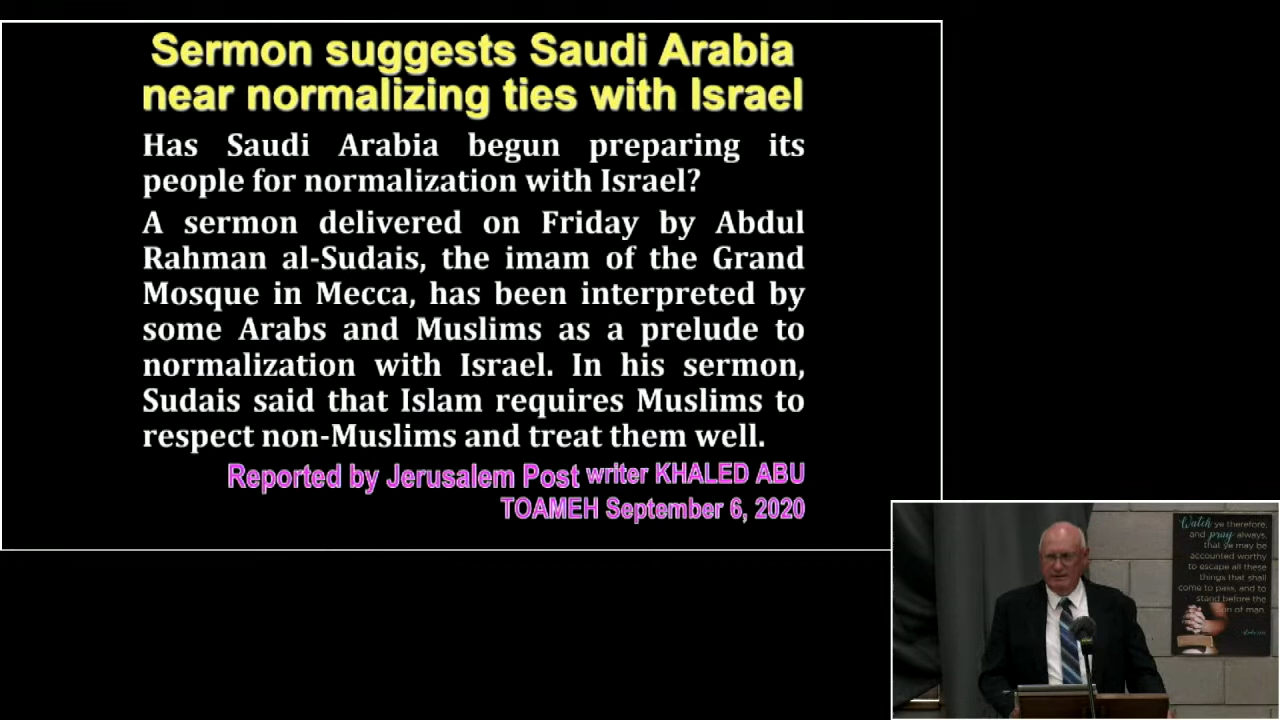 Sermon suggests Saudi Arabia
near normalizing ties with Israel
Has Saudi Arabia begun preparing its
people for normalization with Israel?
A sermon delivered on Friday by Abdul
Rahman al-Sudais, the imam of the Grand
Mosque in Mecca, has been interpreted by
some Arabs and Muslims as a prelude to
normalization with Israel. In his sermon,
Sudais said that Islam requires Muslims to
respect non-Muslims and treat them well.
Reported by Jerusalem Post writer KHALED ABU
TOAMEH September 6, 2020
Watch ye therefore,
and pray always,
that ye may be
accounted worthy
to escape all these
things that shall
come to pass, and to
stand before the
on of man.